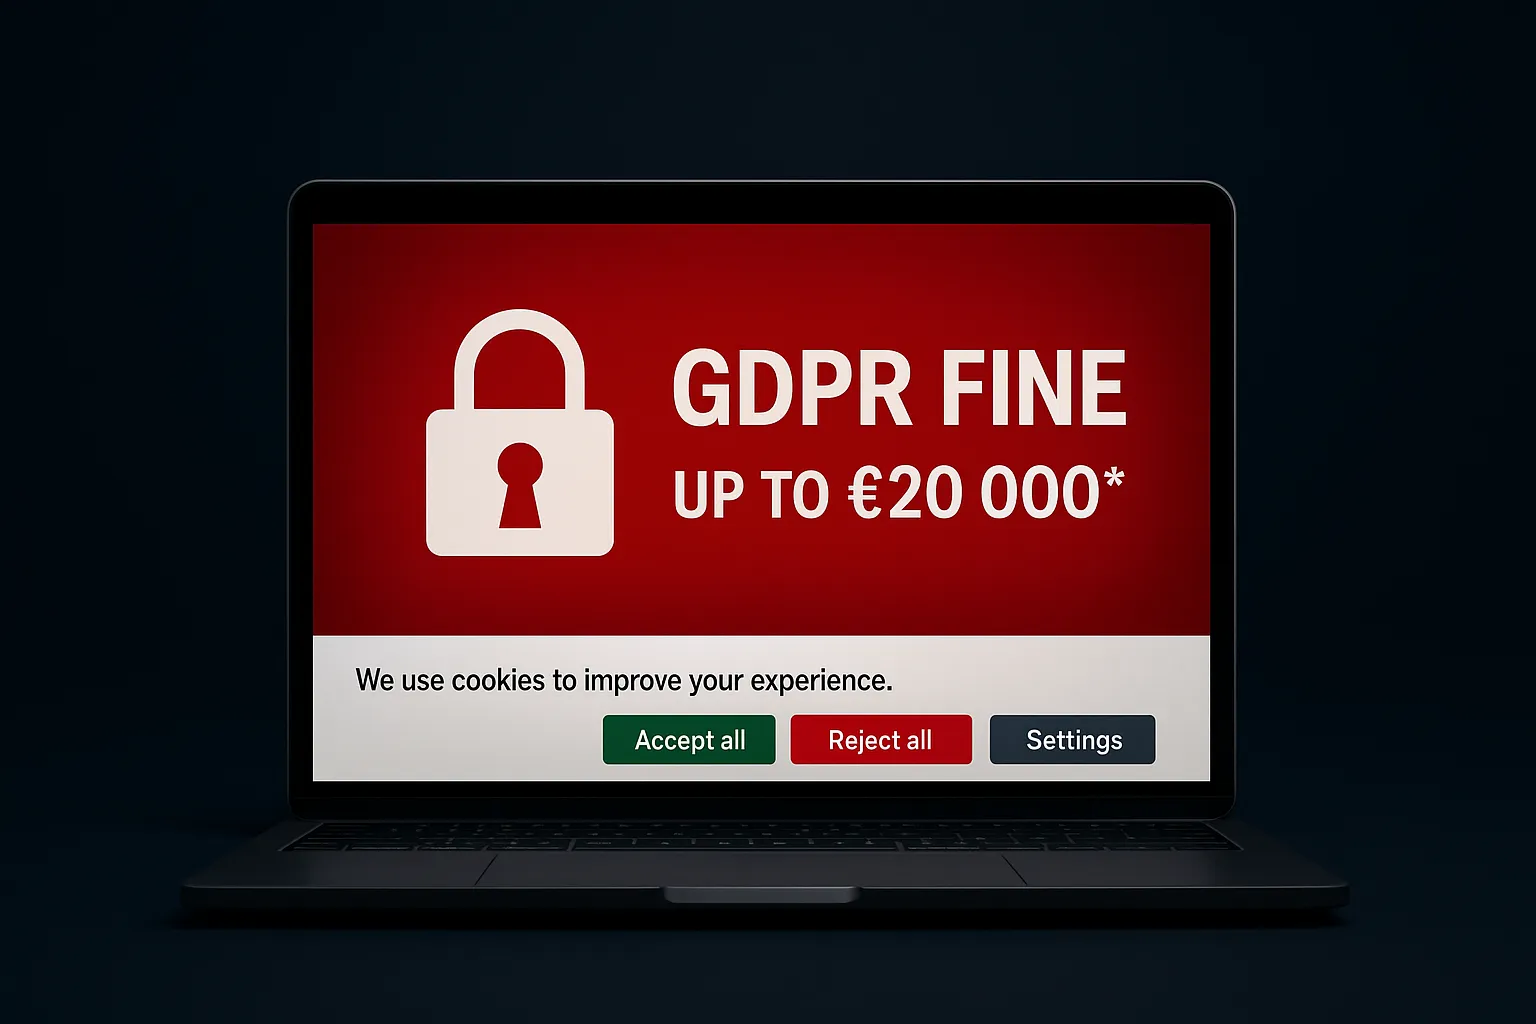 GDPR FINE
UP TO €20 000*
We use cookies to improve your experience.
Accept all
Reject all
Settings